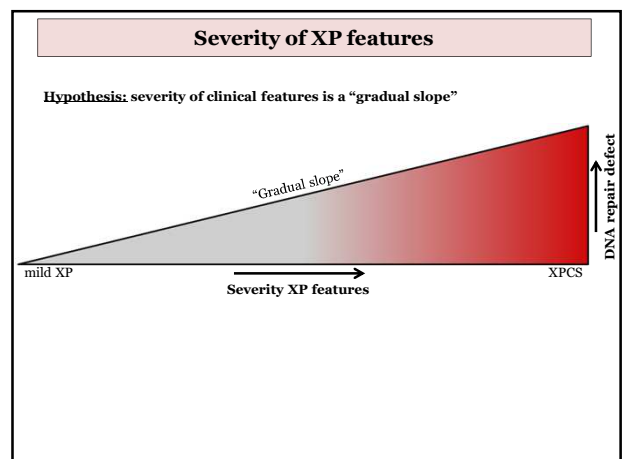 Severity of XP features
Hypothesis: severity of clinical features is a “gradual slope”
“Gradual slope”
DNA repair defect
mild XP
XPCS
Severity XP features